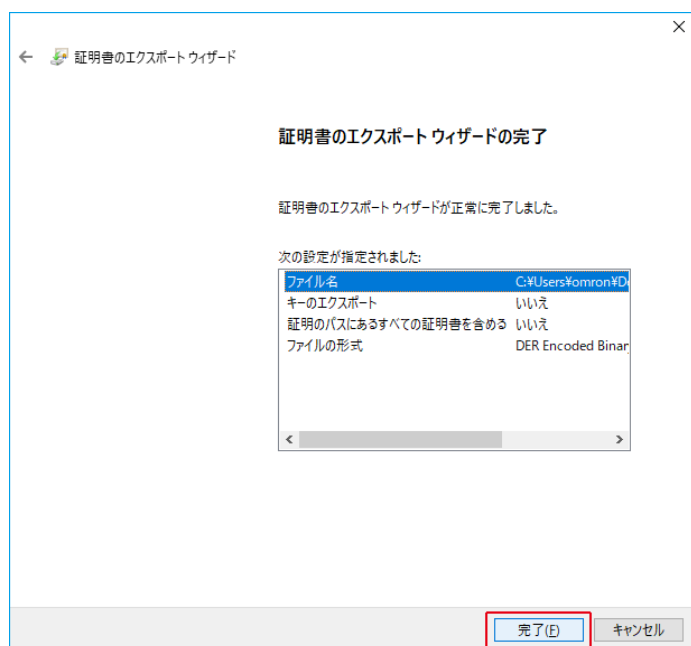 証明書のエクスポート ウィザード
証明書のエクスポート ウィザードの完了
証明書のエクスポート ウィザードが正常に完了しました。
次の設定が指定されました:
ファイル名 C:¥Users¥omron¥De
キーのエクスポート いいえ
証明のパスにあるすべての証明書を含める いいえ
ファイルの形式 DER Encoded Binar
完了(F) キャンセル